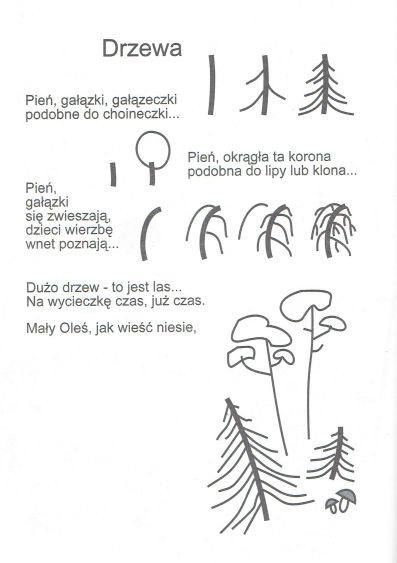 Drzewa
Pień, gałązki, gałązeczki
podobne do choineczki...
Pień, okrągła ta korona
podobna do lipy lub klona...
Pień,
gałązki
się zwieszają,
dzieci wierzbę
wnet poznają...
Dużo drzew - to jest las...
Na wycieczkę czas, już czas.
Mały Oleś, jak wieść niesie,